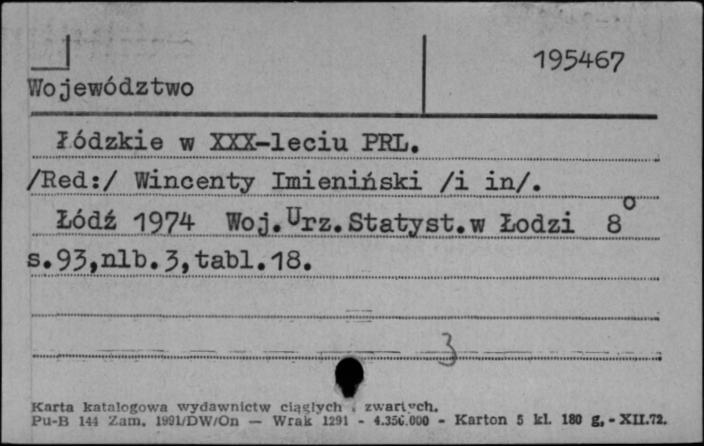 195467
Województwo
Łódzkie w XXX-leciu PRL.
/Red:/ Wincenty Imieniński /i in/.
Łódź 1974 Woj.Urz.Statyst.w Łodzi 8°
s.93,nlb.3,tabl.18.
3
Karta katalogowa wydawnictw ciągłych i zwartych.
Pu-B 144 Zam. 1991/DW/On — Wrak 1291 - 4.356.000 - Karton 5 kl. 180 g. - XII.72.